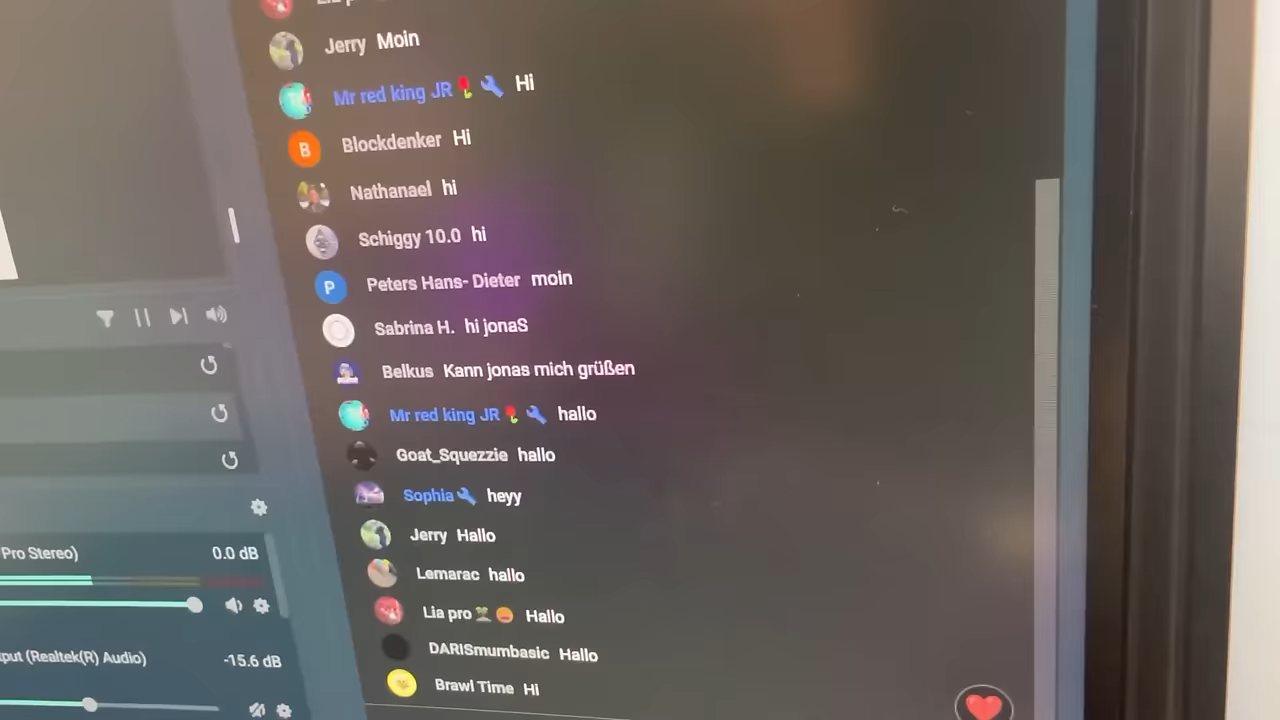 Jerry Moin
Mr red king JR Hi
B Blockdenker Hi
Nathanael hi
Schiggy 10.0 hi
P Peters Hans- Dieter moin
Sabrina H. hi jonaS
Belkus Kann jonas mich grüßen
Mr red king JR hallo
Goat_Squezzie hallo
Sophia heyy
Jerry Hallo
Pro Stereo) 0.0 dB
Lemarac hallo
Lia pro Hallo
DARISmumbasic Hallo
(Realtek(R) Audio) -15.6 dB
Brawl Time Hi